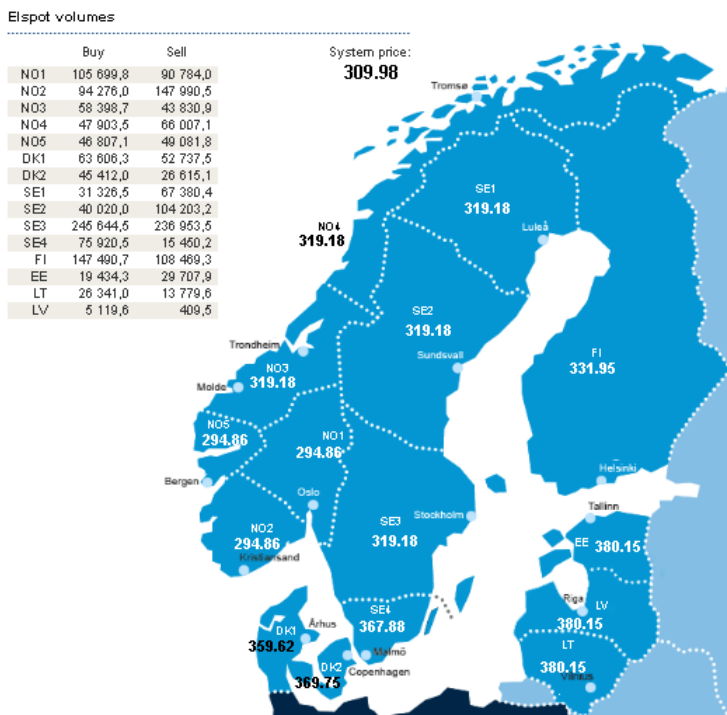 Elspot volumes
Buy Sell
NO1 105 699,8 90 784,0
NO2 94 276,0 147 990,5
NO3 58 398,7 43 830,9
NO4 47 903,5 66 007,1
NO5 46 807,1 49 081,8
DK1 63 606,3 52 737,5
DK2 45 412,0 26 615,1
SE1 31 326,5 67 380,4
SE2 40 020,0 104 203,2
SE3 245 644,5 236 953,5
SE4 75 920,5 15 450,2
FI 147 490,7 108 469,3
EE 19 434,3 29 707,9
LT 26 341,0 13 779,6
LV 5 119,6 409,5
System price:
309.98
Tromsø
SE1
319.18
NO4
319.18
Luleå
SE2
319.18
Trondheim
Sundsvall
FI
331.95
NO3
319.18
Molde
NO5
294.86
NO1
294.86
Bergen
Oslo
Helsinki
Stockholm
Tallinn
SE3
319.18
NO2
294.86
Kristiansand
EE 380.15
Riga
LV
380.15
SE4
367.88
Århus
DK1
359.62
LT
380.15
Malmö
DK2
369.75
Copenhagen
Vilnius